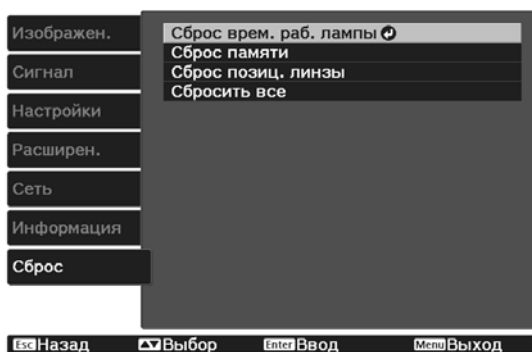 Изображен.
Сигнал
Настройки
Расширен.
Сеть
Информация
Сброс
Сброс врем. раб. лампы
Сброс памяти
Сброс позиц. линзы
Сбросить все
Esc Назад Выбор Enter Ввод Menu Выход